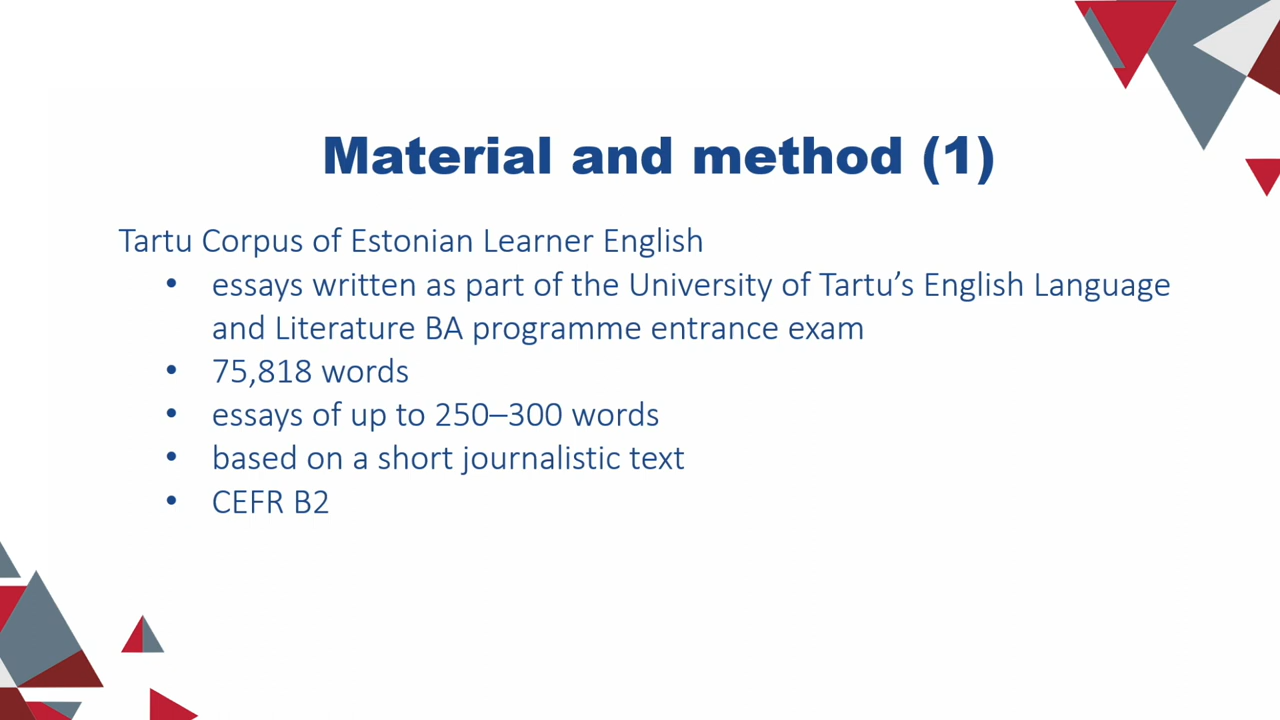 Material and method (1)
Tartu Corpus of Estonian Learner English
• essays written as part of the University of Tartu’s English Language
and Literature BA programme entrance exam
• 75,818 words
• essays of up to 250–300 words
• based on a short journalistic text
• CEFR B2